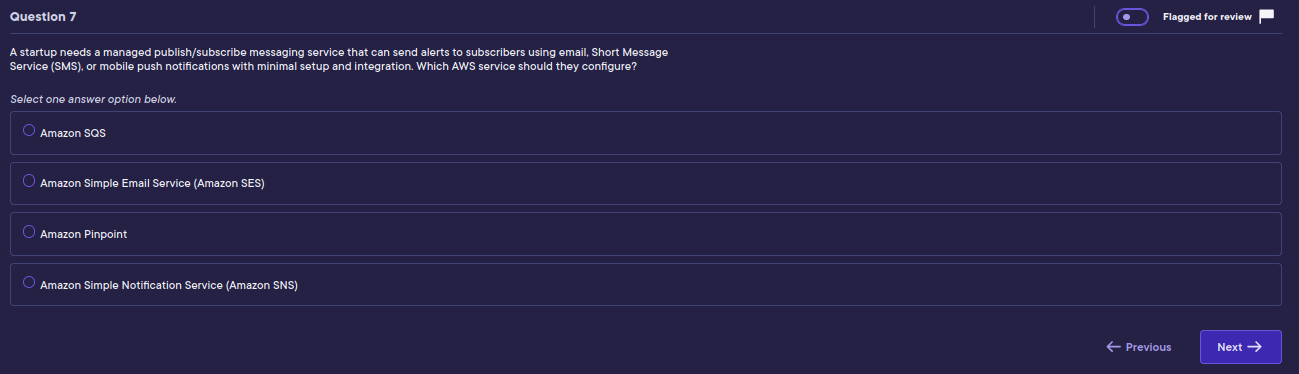 Question 7
Flagged for review
A startup needs a managed publish/subscribe messaging service that can send alerts to subscribers using email, Short Message
Service (SMS), or mobile push notifications with minimal setup and integration. Which AWS service should they configure?
Select one answer option below.
Amazon SQS
Amazon Simple Email Service (Amazon SES)
Amazon Pinpoint
Amazon Simple Notification Service (Amazon SNS)
Previous
Next